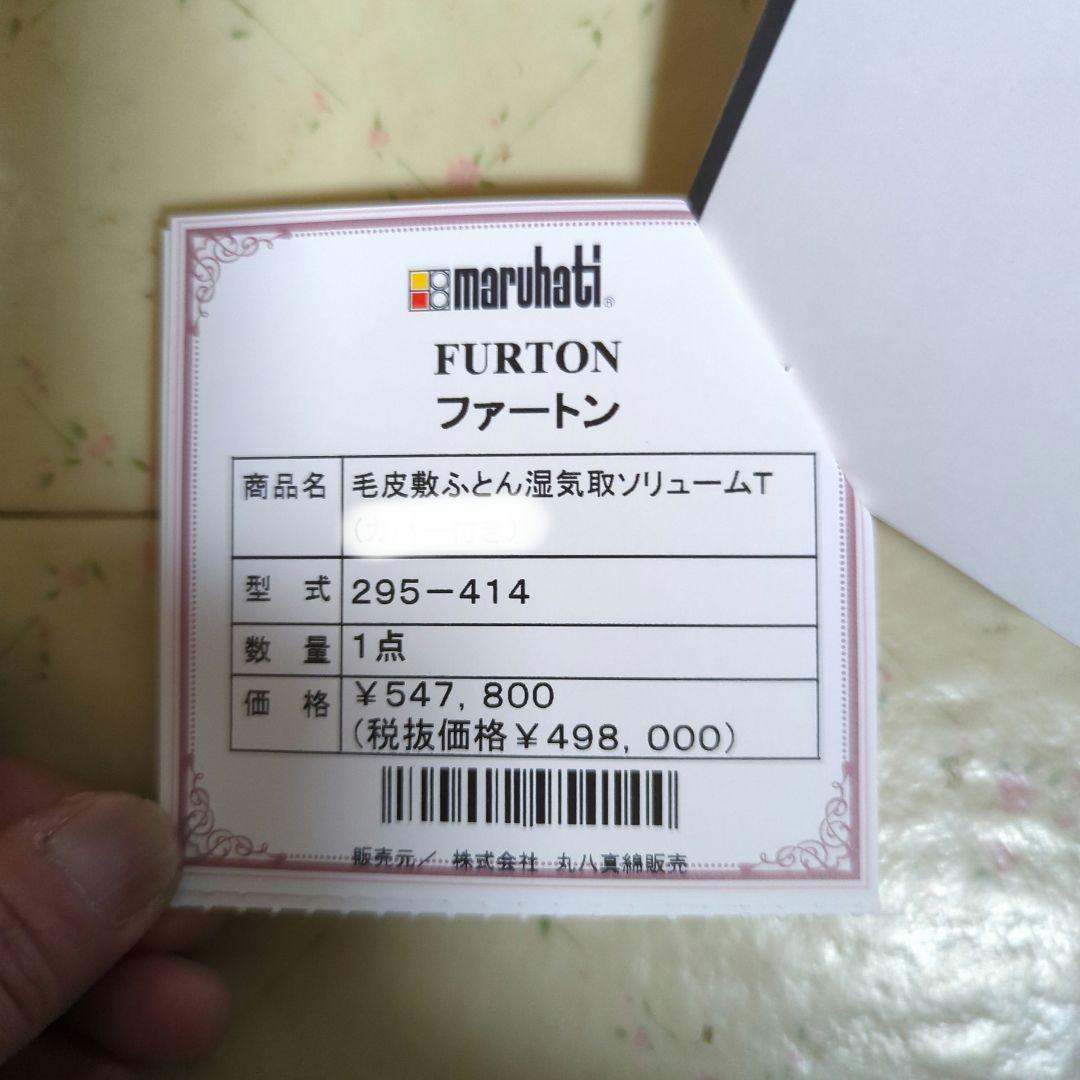 maruhati®
FURTON
ファートン
商品名 毛皮敷ふとん湿気取ソリュームT
型 式 295-414
数 量 1点
価 格 ¥547,800
(税抜価格¥498,000)
販売元/ 株式会社 丸八真綿販売